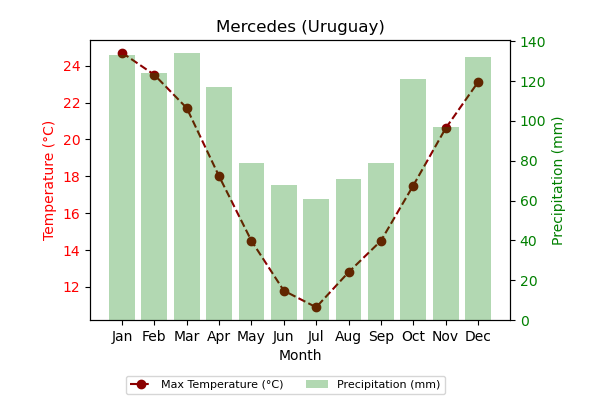 Mercedes (Uruguay)
Temperature (°C)
24
22
20
18
16
14
12
140
120
100
80
60
40
20
0
Precipitation (mm)
Jan Feb Mar Apr May Jun Jul Aug Sep Oct Nov Dec
Month
Max Temperature (°C) Precipitation (mm)